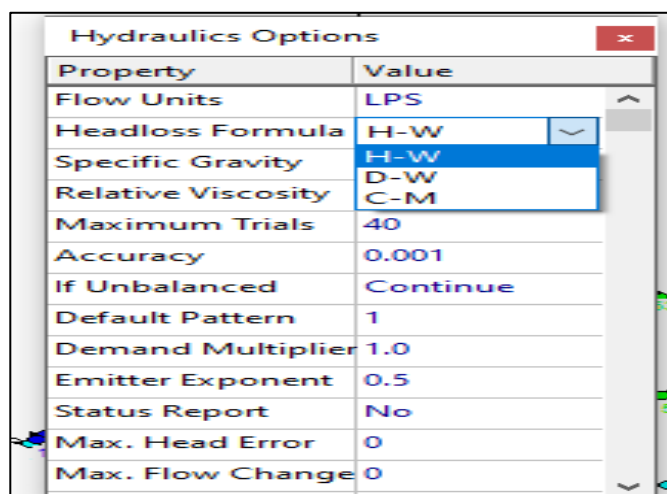 Hydraulics Options
Property Value
Flow Units LPS
Headloss Formula H-W
Specific Gravity H-W
D-W
Relative Viscosity C-M
Maximum Trials 40
Accuracy 0.001
If Unbalanced Continue
Default Pattern 1
Demand Multiplier 1.0
Emitter Exponent 0.5
Status Report No
Max. Head Error 0
Max. Flow Change 0